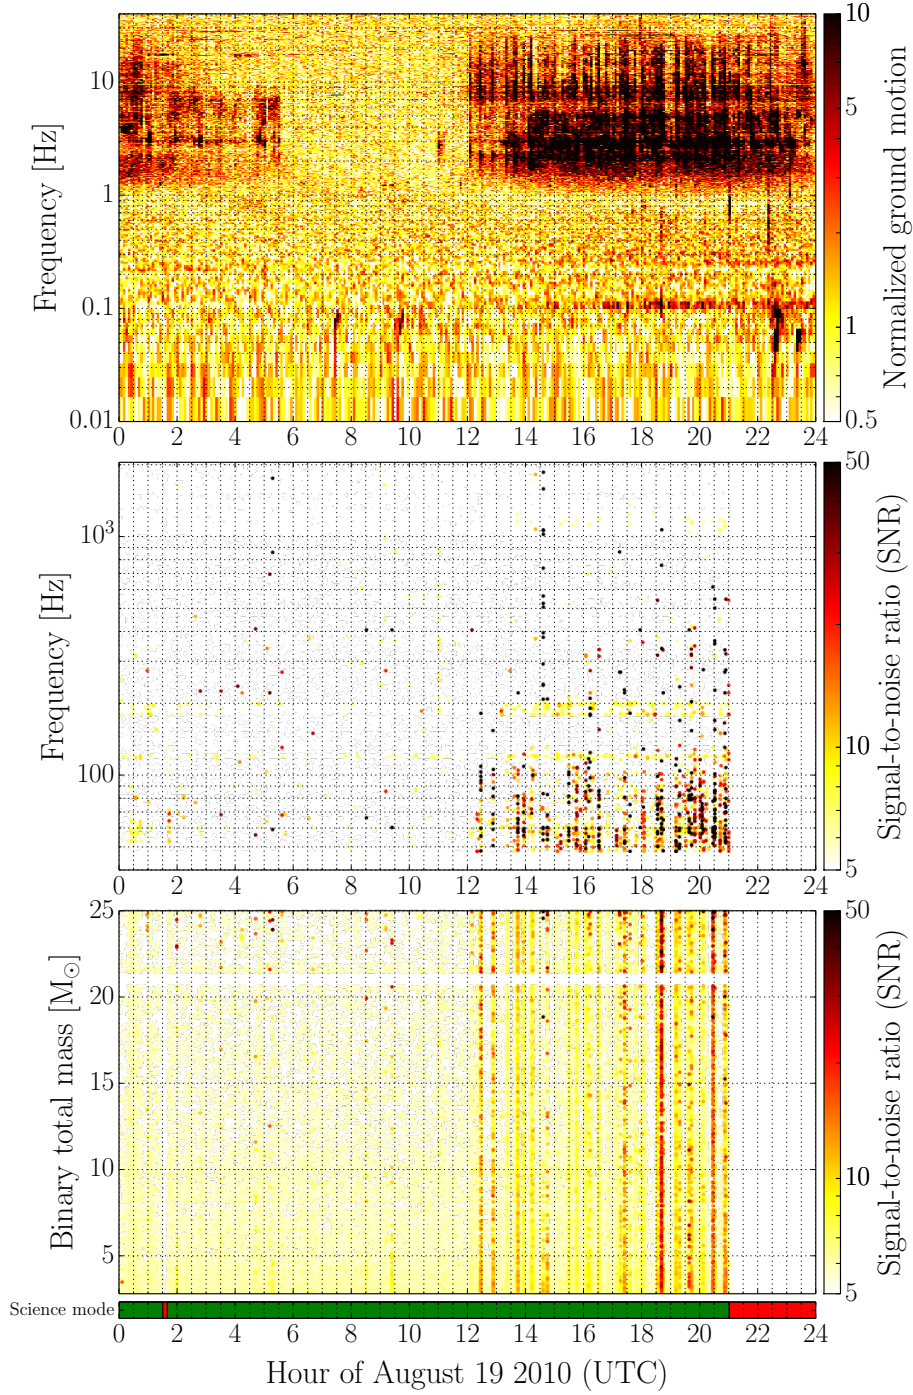 10
10
5
1
1
0.1
0.01
0.5
Frequency [Hz]
Normalized ground motion
0 2 4 6 8 10 12 14 16 18 20 22 24
50
10³
10
100
5
Frequency [Hz]
Signal-to-noise ratio (SNR)
0 2 4 6 8 10 12 14 16 18 20 22 24
25
50
20
15
10
10
5
5
Binary total mass [M⊙]
Signal-to-noise ratio (SNR)
Science mode
0 2 4 6 8 10 12 14 16 18 20 22 24
Hour of August 19 2010 (UTC)